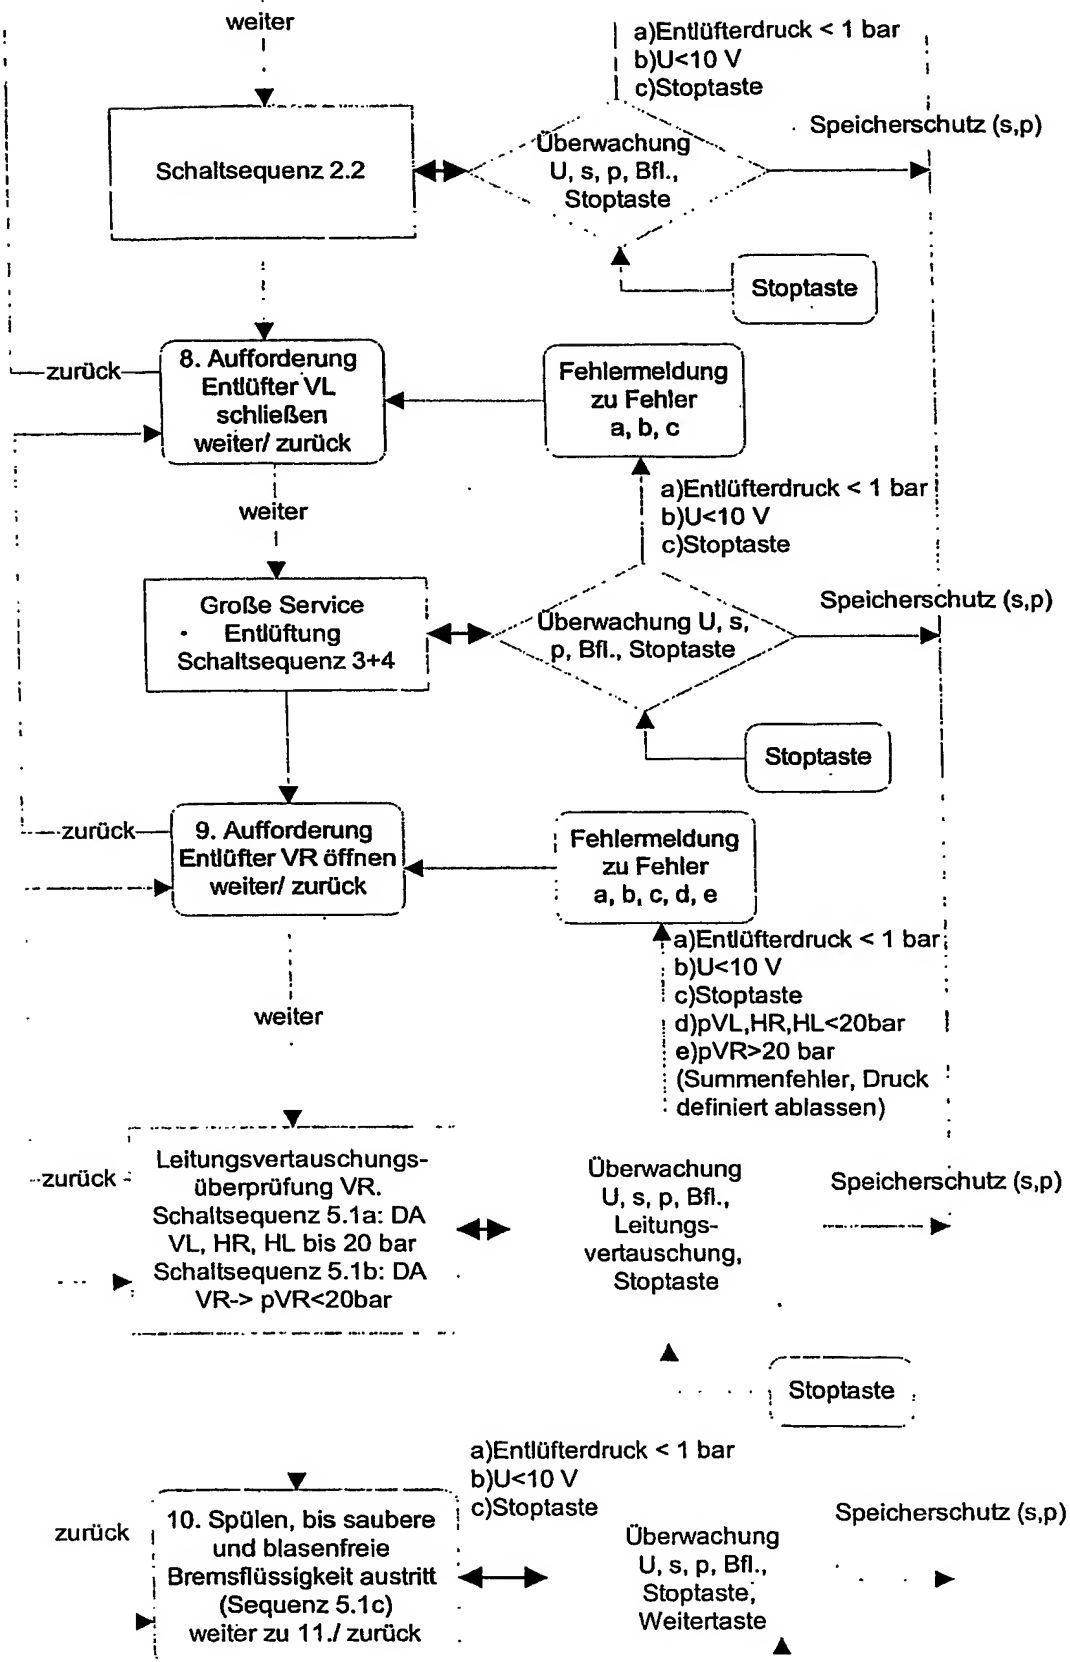 weiter
a)Entlüfterdruck < 1 bar
b)U<10 V
c)Stoptaste
Schaltsequenz 2.2
Überwachung
U, s, p, Bfl.,
Stoptaste
Speicherschutz (s,p)
Stoptaste
zurück
8. Aufforderung
Entlüfter VL
schließen
weiter/ zurück
Fehlermeldung
zu Fehler
a, b, c
weiter
a)Entlüfterdruck < 1 bar
b)U<10 V
c)Stoptaste
Große Service
Entlüftung
Schaltsequenz 3+4
Überwachung U, s,
p, Bfl., Stoptaste
Speicherschutz (s,p)
Stoptaste
zurück
9. Aufforderung
Entlüfter VR öffnen
weiter/ zurück
Fehlermeldung
zu Fehler
a, b, c, d, e
weiter
a)Entlüfterdruck < 1 bar
b)U<10 V
c)Stoptaste
d)pVL,HR,HL<20bar
e)pVR>20 bar
(Summenfehler, Druck
definiert ablassen)
zurück
Leitungsvertauschungs-
überprüfung VR.
Schaltsequenz 5.1a: DA
VL, HR, HL bis 20 bar
Schaltsequenz 5.1b: DA
VR-> pVR<20bar
Überwachung
U, s, p, Bfl.,
Leitungs-
vertauschung,
Stoptaste
Speicherschutz (s,p)
Stoptaste
a)Entlüfterdruck < 1 bar
b)U<10 V
c)Stoptaste
zurück
10. Spülen, bis saubere
und blasenfreie
Bremsflüssigkeit austritt
(Sequenz 5.1c)
weiter zu 11./ zurück
Überwachung
U, s, p, Bfl.,
Stoptaste,
Weitertaste
Speicherschutz (s,p)